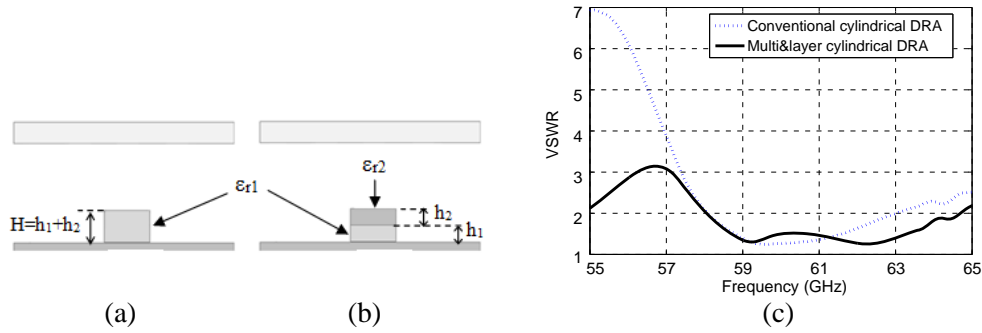 εr1
H=h1+h2
(a)
εr2
h2
h1
(b)
7
6
5
4
3
2
1
VSWR
Conventional cylindrical DRA
Multi&layer cylindrical DRA
55 57 59 61 63 65
Frequency (GHz)
(c)